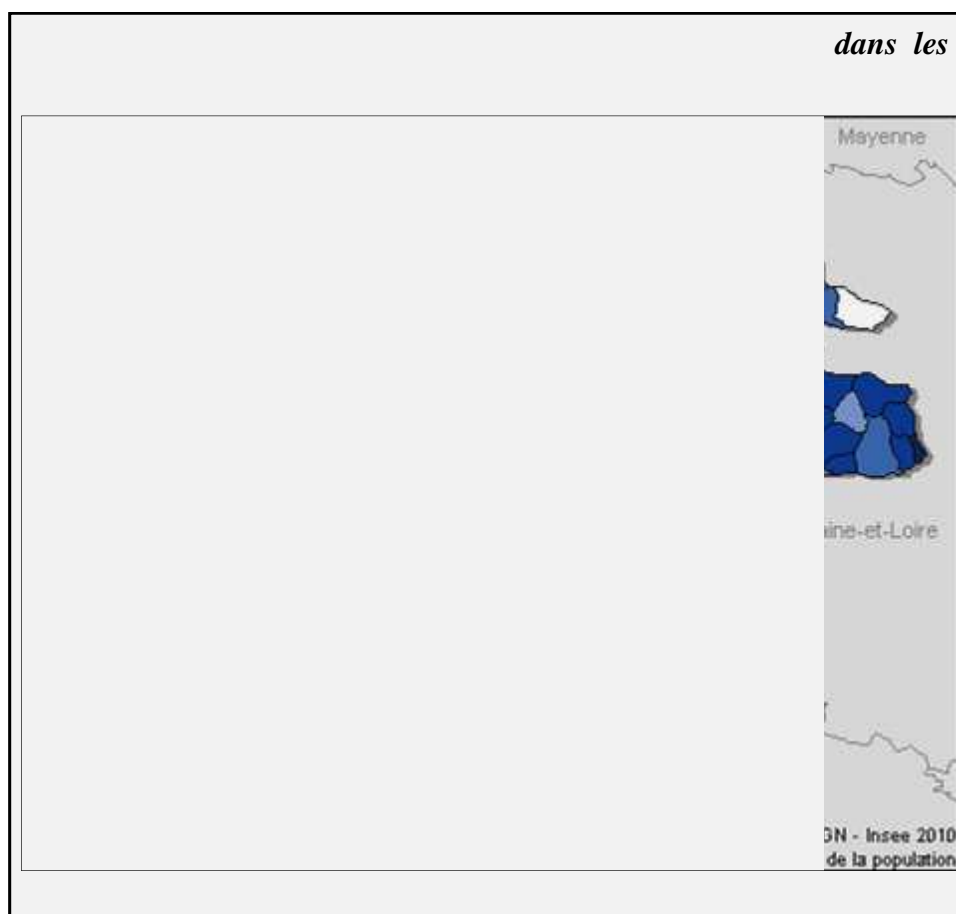 dans les
Mayenne
ine-et-Loire
GN - Insee 2010
de la population